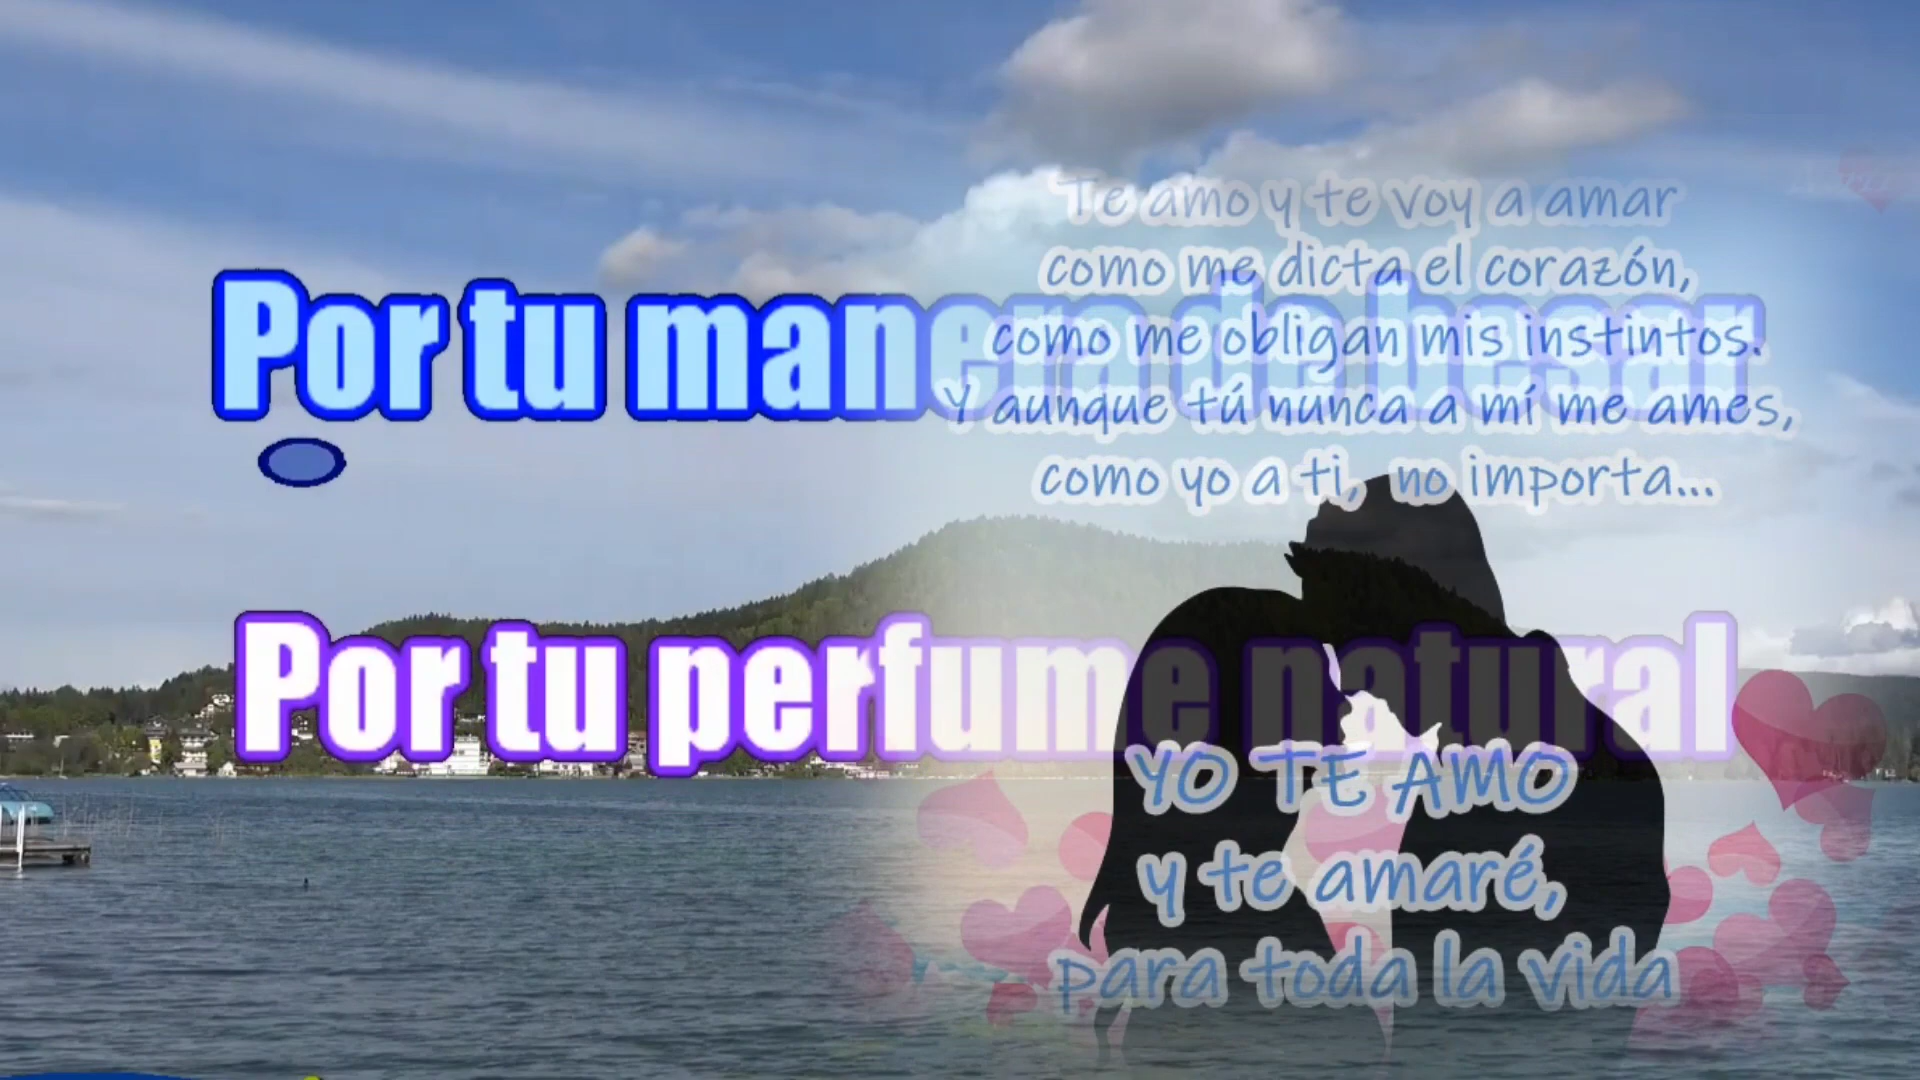 Te amo y te voy a amar
como me dicta el corazón,
como me obligan mis instintos.
Y aunque tú nunca a mí me ames,
como yo a ti, no importa...
Por tu manera de besar
Por tu perfume natural
YO TE AMO
y te amaré,
para toda la vida